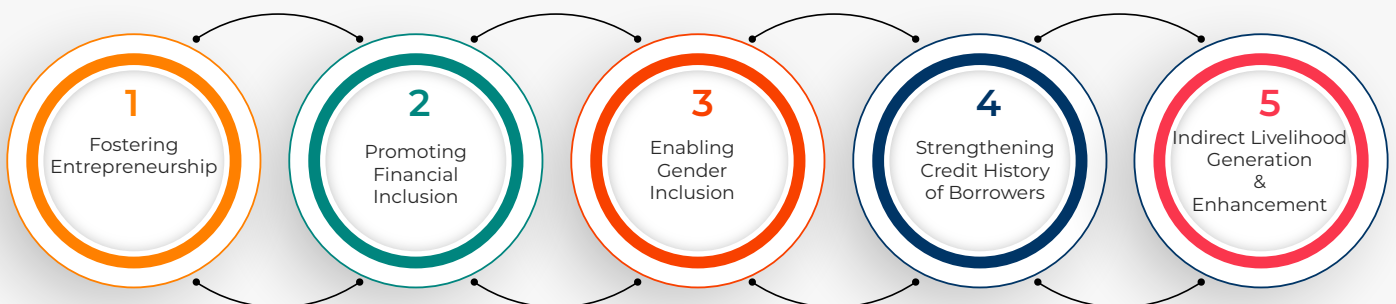 1
Fostering
Entrepreneurship
2
Promoting
Financial
Inclusion
3
Enabling
Gender
Inclusion
4
Strengthening
Credit History
of Borrowers
5
Indirect Livelihood
Generation
&
Enhancement